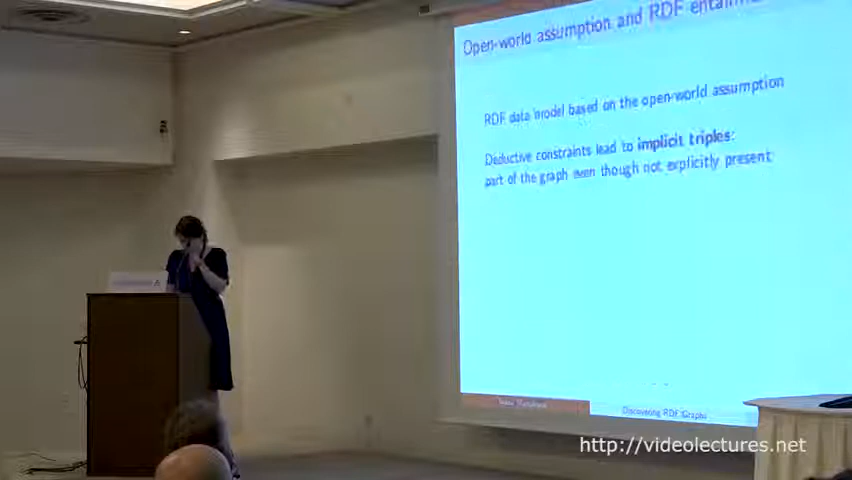 Open-world assumption and RDF entailm
RDF data model based on the open-world assumption
Deductive constraints lead to implicit triples:
part of the graph even though not explicitly present
Discovering RDF Graphs
http://videolectures.net